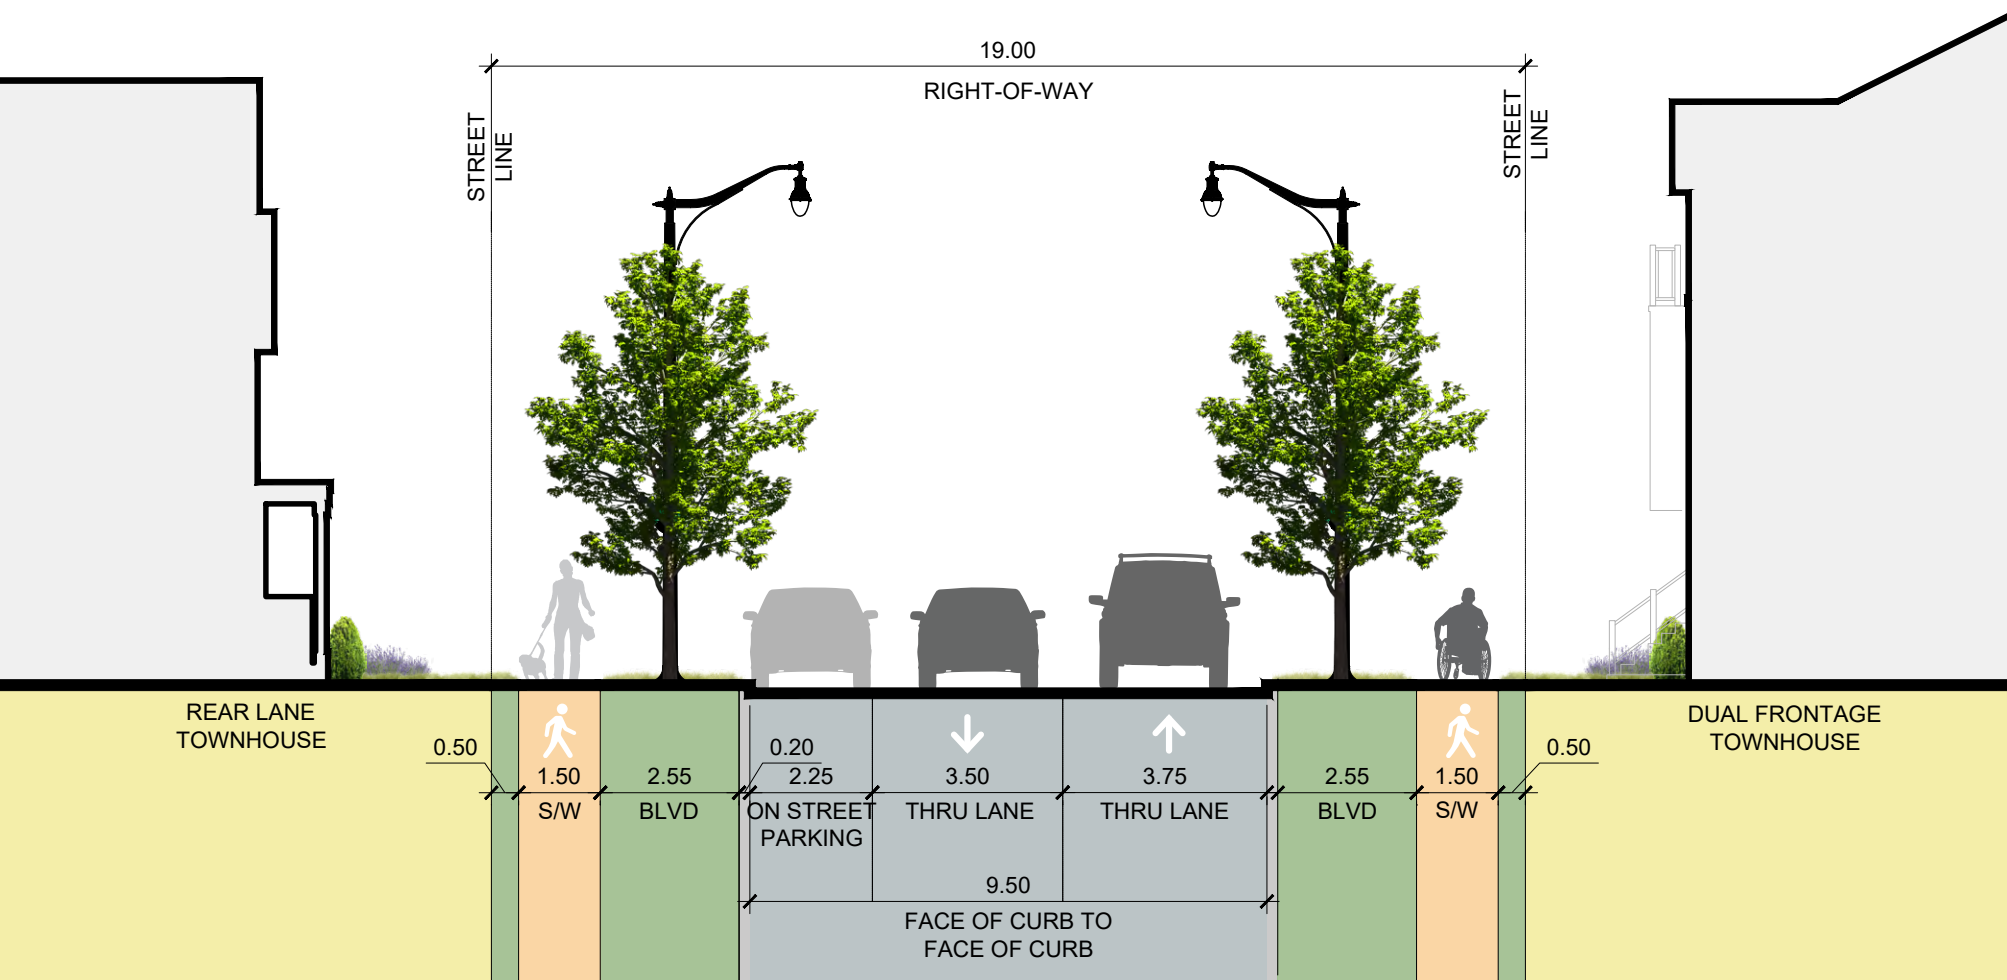 19.00
RIGHT-OF-WAY
STREET
LINE
STREET
LINE
REAR LANE
TOWNHOUSE
DUAL FRONTAGE
TOWNHOUSE
0.50
0.20
0.50
1.50
2.55
2.25
3.50
3.75
2.55
1.50
S/W
BLVD
ON STREET
PARKING
THRU LANE
THRU LANE
BLVD
S/W
9.50
FACE OF CURB TO
FACE OF CURB